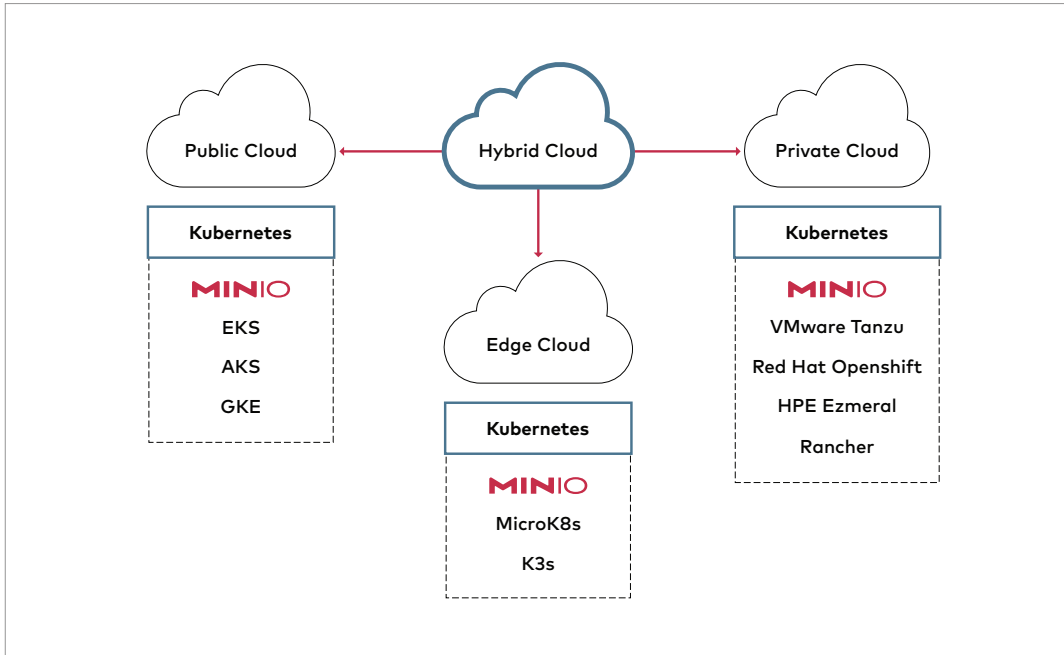 Public Cloud
Hybrid Cloud
Private Cloud
Kubernetes
MINIO
EKS
AKS
GKE
Edge Cloud
Kubernetes
MINIO
MicroK8s
K3s
Kubernetes
MINIO
VMware Tanzu
Red Hat Openshift
HPE Ezmeral
Rancher